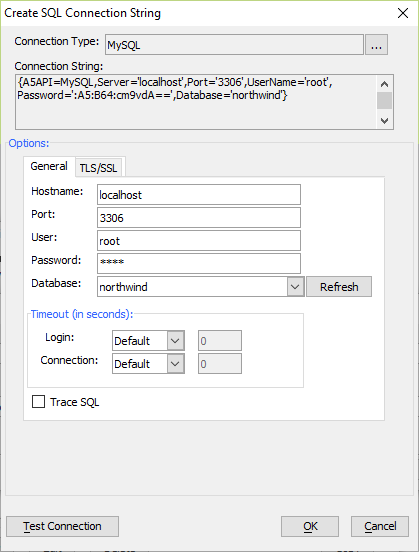 Create SQL Connection String
Connection Type: MySQL ...
Connection String:
{A5API=MySQL,Server='localhost',Port='3306',UserName='root',
Password=':A5:B64:cm9vdA==',Database='northwind'}
Options:
General TLS/SSL
Hostname: localhost
Port: 3306
User: root
Password: ****
Database: northwind Refresh
Timeout (in seconds):
Login: Default 0
Connection: Default 0
Trace SQL
Test Connection OK Cancel